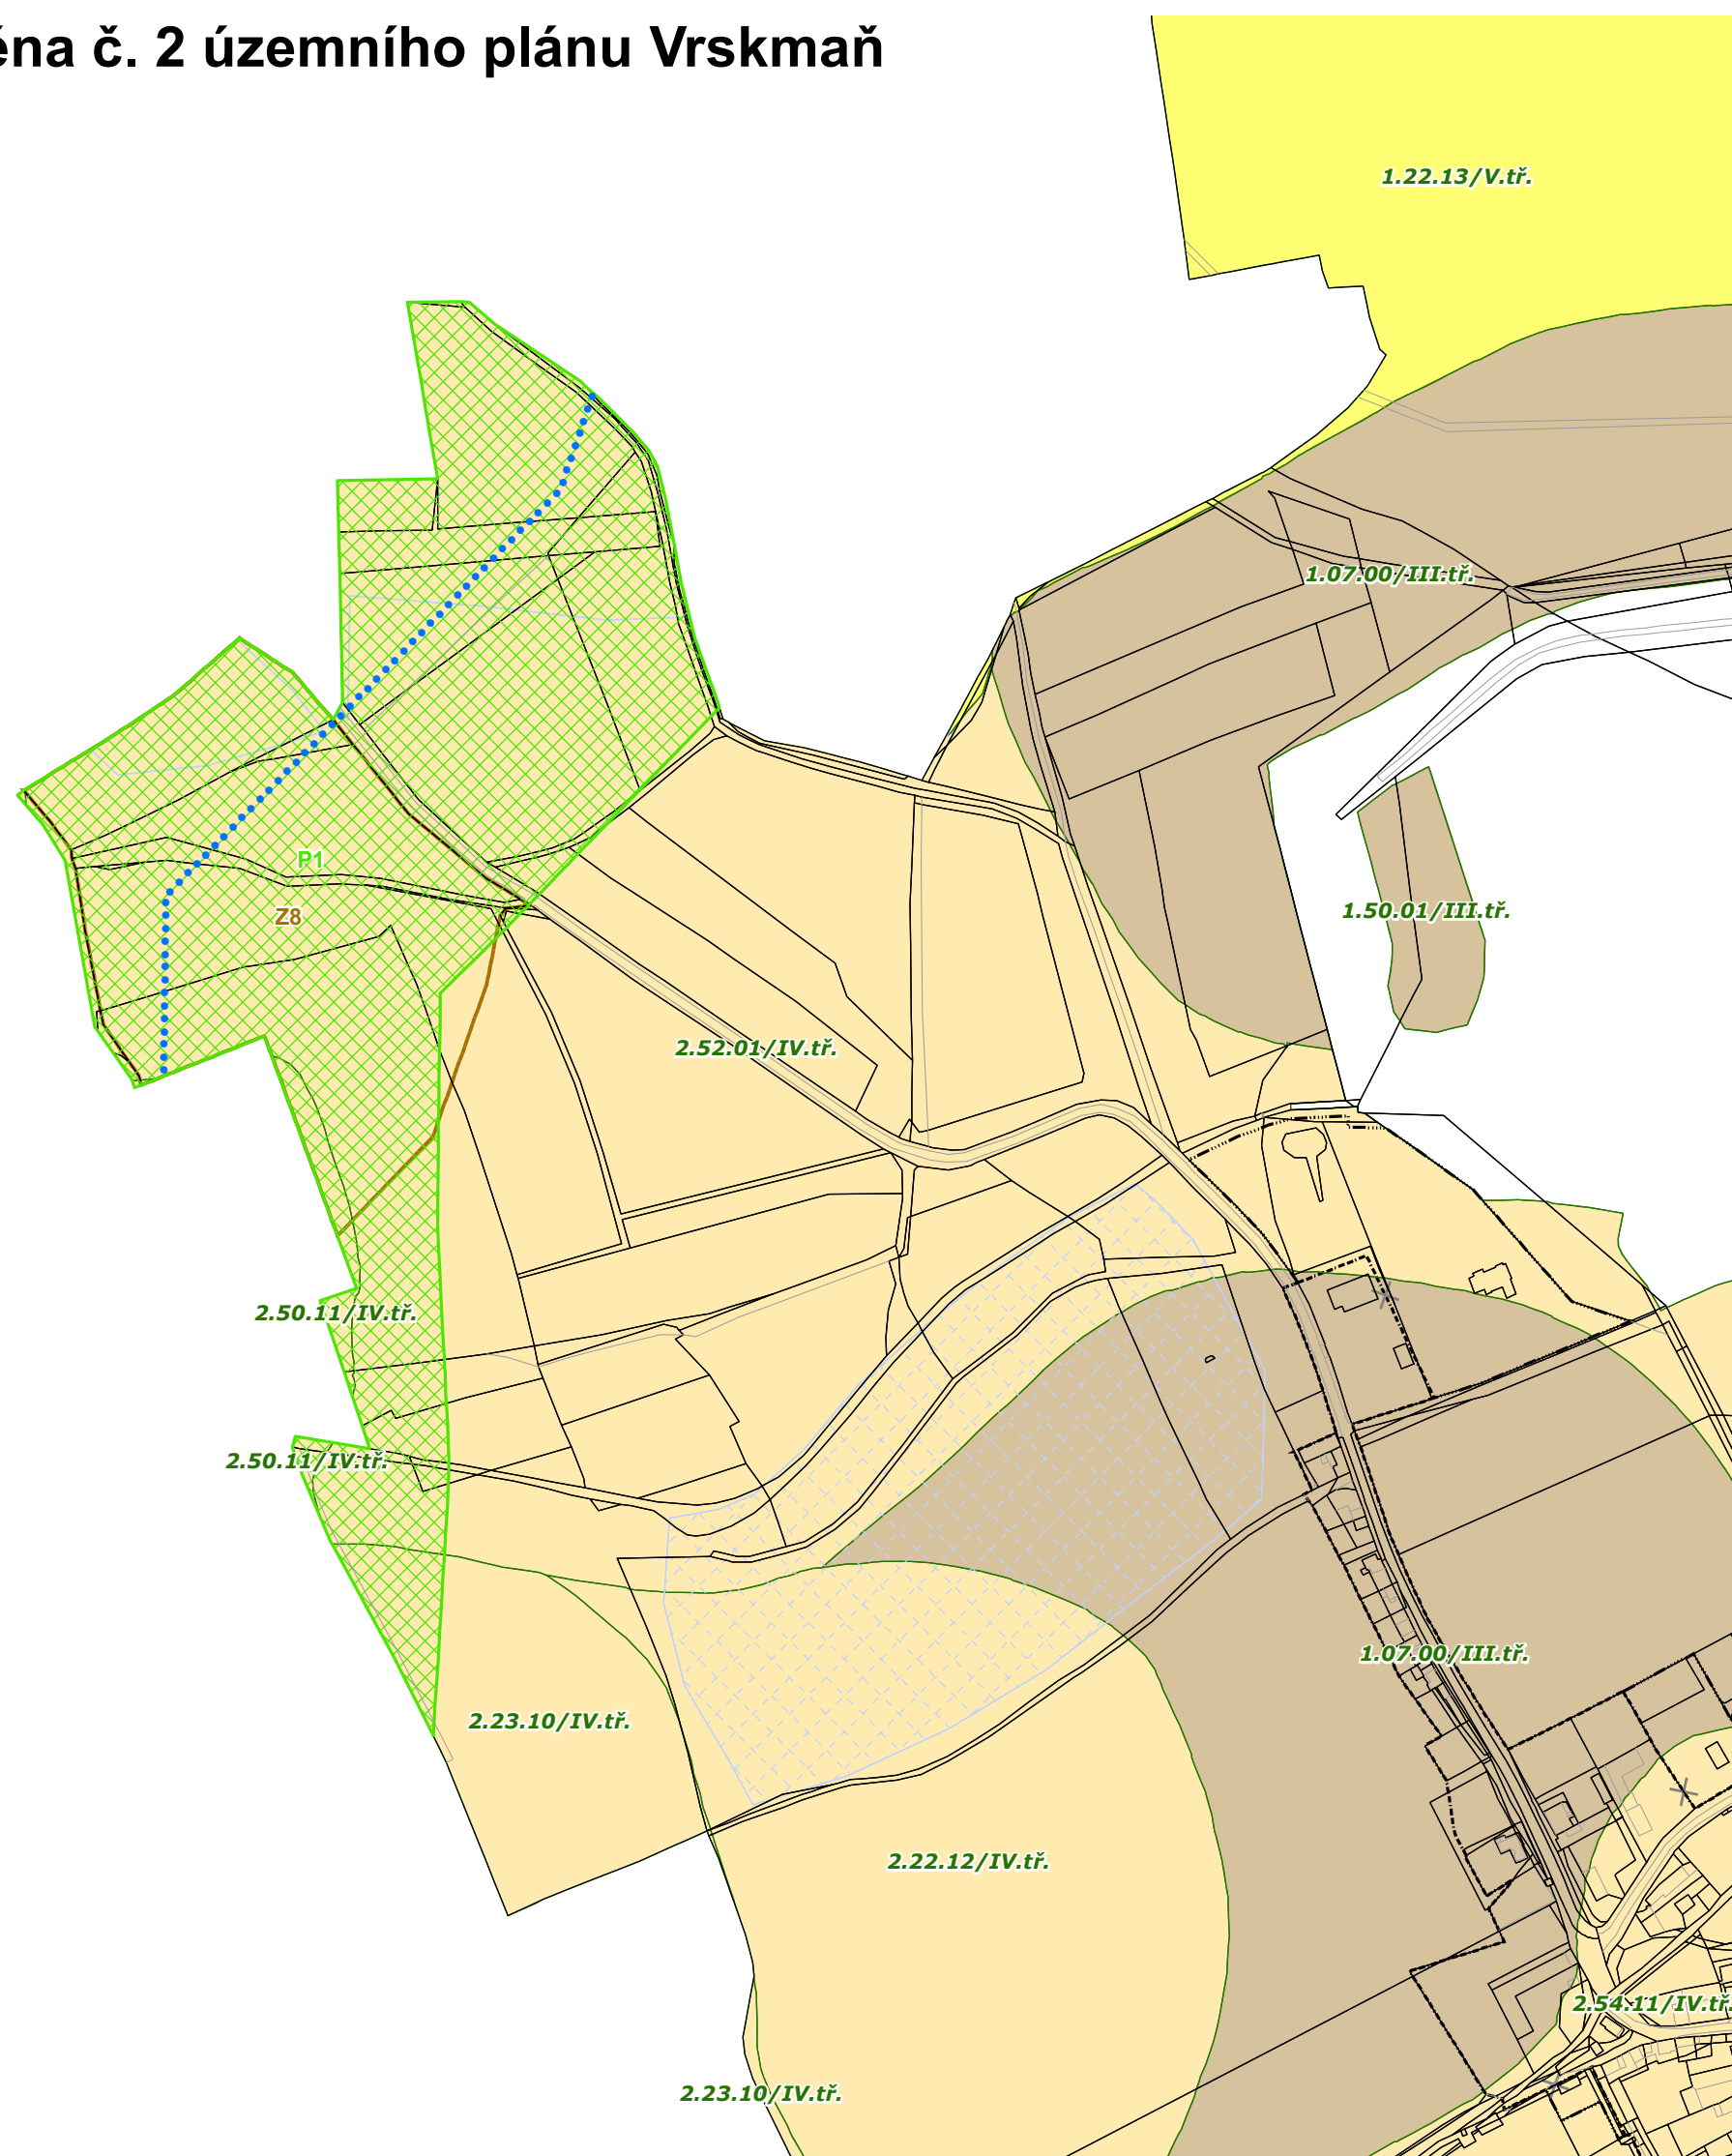 ěna č. 2 územního plánu Vrskmaň
1.22.13/V.tř.
1.07.00/III.tř.
P1
Z8
1.50.01/III.tř.
2.52.01/IV.tř.
2.50.11/IV.tř.
2.50.11/IV.tř.
1.07.00/III.tř.
2.23.10/IV.tř.
2.22.12/IV.tř.
2.54.11/IV.tř.
2.23.10/IV.tř.